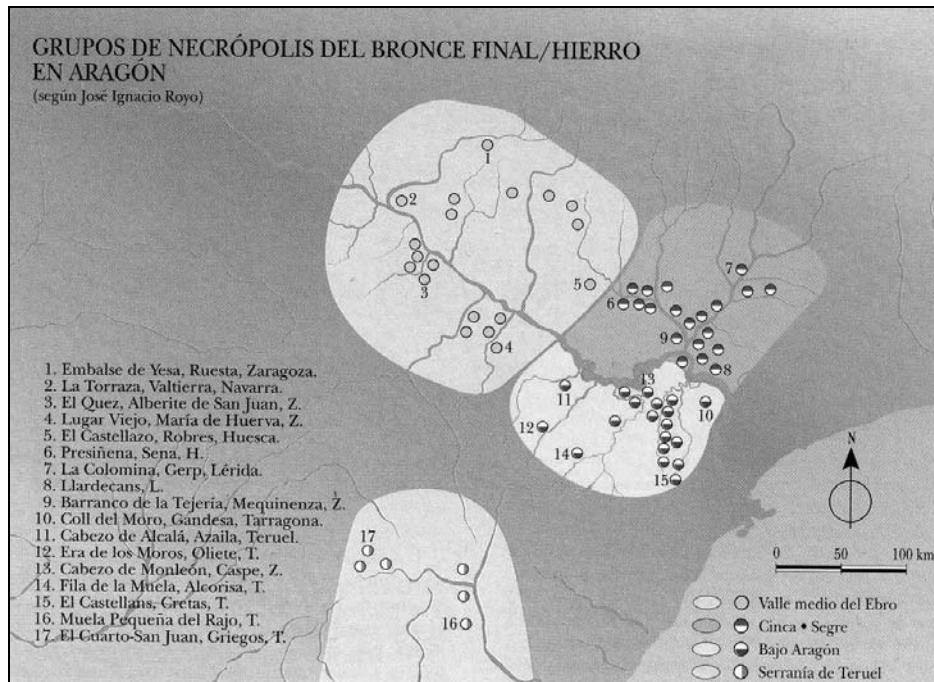 GRUPOS DE NECRÓPOLIS DEL BRONCE FINAL/HIERRO
EN ARAGÓN
(según José Ignacio Royo)
1
2
3
4
5
6
7
8
9
10
11
12
13
14
15
16
17
1. Embalse de Yesa, Ruesta, Zaragoza.
2. La Torraza, Valtierra, Navarra.
3. El Quez, Alberite de San Juan, Z.
4. Lugar Viejo, María de Huerva, Z.
5. El Castellazo, Robres, Huesca.
6. Presiñena, Sena, H.
7. La Colomina, Gerp, Lérida.
8. Llardecans, L.
9. Barranco de la Tejería, Mequinenza, Z.
10. Coll del Moro, Gandesa, Tarragona.
11. Cabezo de Alcalá, Azaila, Teruel.
12. Era de los Moros, Oliete, T.
13. Cabezo de Monleón, Caspe, Z.
14. Fila de la Muela, Alcorisa, T.
15. El Castellans, Cretas, T.
16. Muela Pequeña del Rajo, T.
17. El Cuarto-San Juan, Griegos, T.
N
0 50 100 km
Valle medio del Ebro
Cinca • Segre
Bajo Aragón
Serranía de Teruel